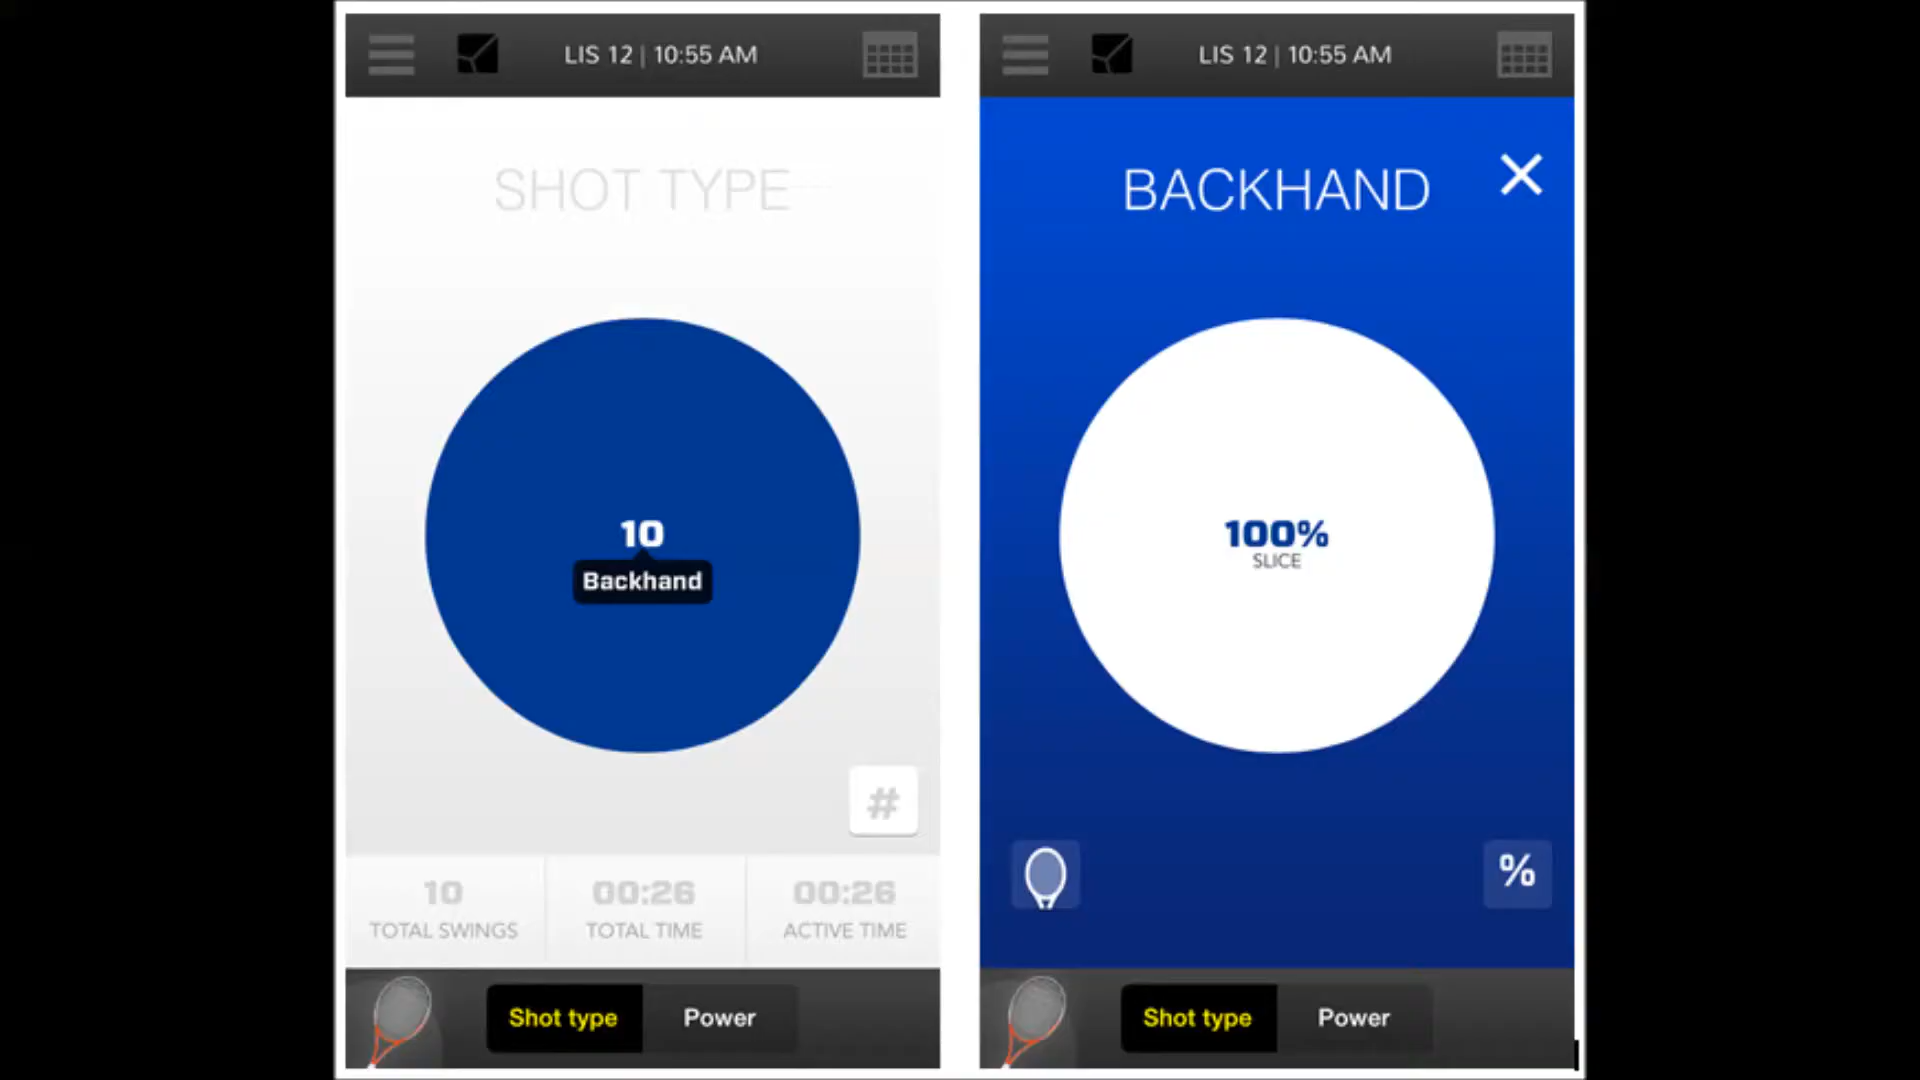 LIS 12 | 10:55 AM
SHOT TYPE
10
Backhand
#
10
TOTAL SWINGS
00:26
TOTAL TIME
00:26
ACTIVE TIME
Shot type
Power
LIS 12 | 10:55 AM
BACKHAND
100%
SLICE
%
Shot type
Power